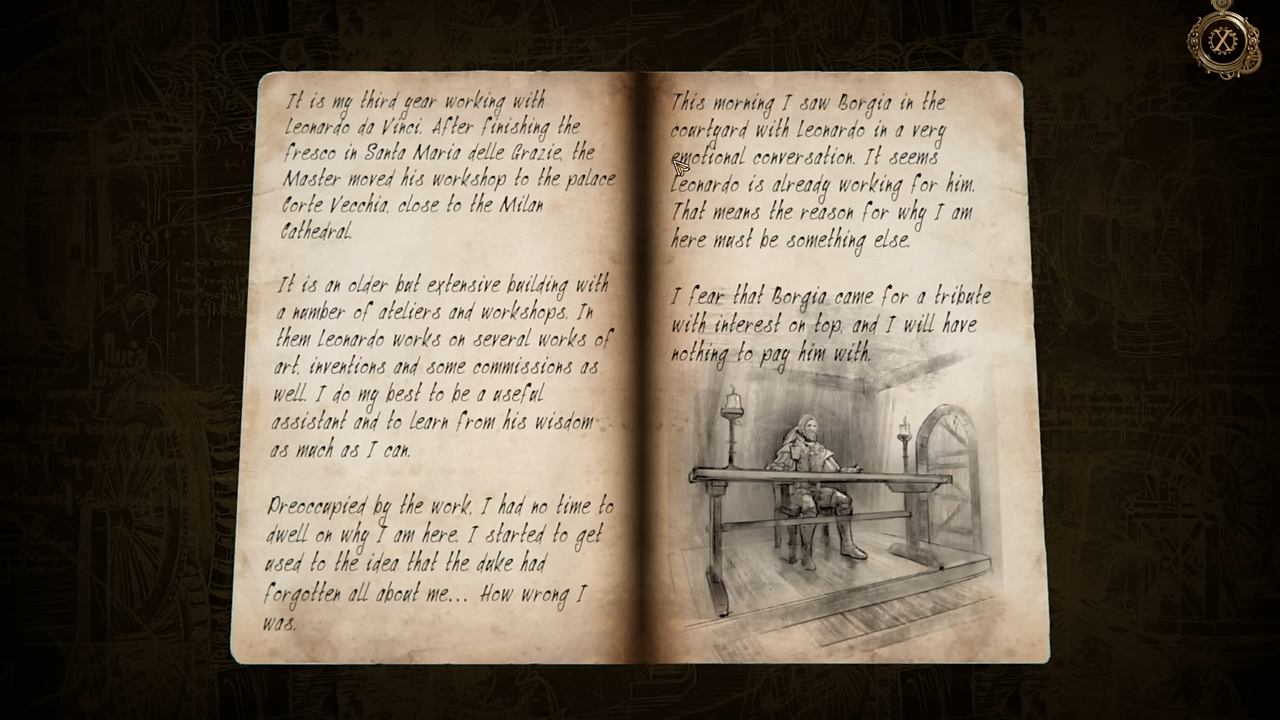 It is my third year working with
Leonardo da Vinci. After finishing the
fresco in Santa Maria delle Grazie, the
Master moved his workshop to the palace
Corte Vecchia, close to the Milan
Cathedral.
It is an older but extensive building with
a number of ateliers and workshops. In
them Leonardo works on several works of
art, inventions and some commissions as
well. I do my best to be a useful
assistant and to learn from his wisdom
as much as I can.
Preoccupied by the work, I had no time to
dwell on why I am here. I started to get
used to the idea that the duke had
forgotten all about me... How wrong I
was.
This morning I saw Borgia in the
courtyard with Leonardo in a very
emotional conversation. It seems
Leonardo is already working for him.
That means the reason for why I am
here must be something else.
I fear that Borgia came for a tribute
with interest on top, and I will have
nothing to pay him with.
X